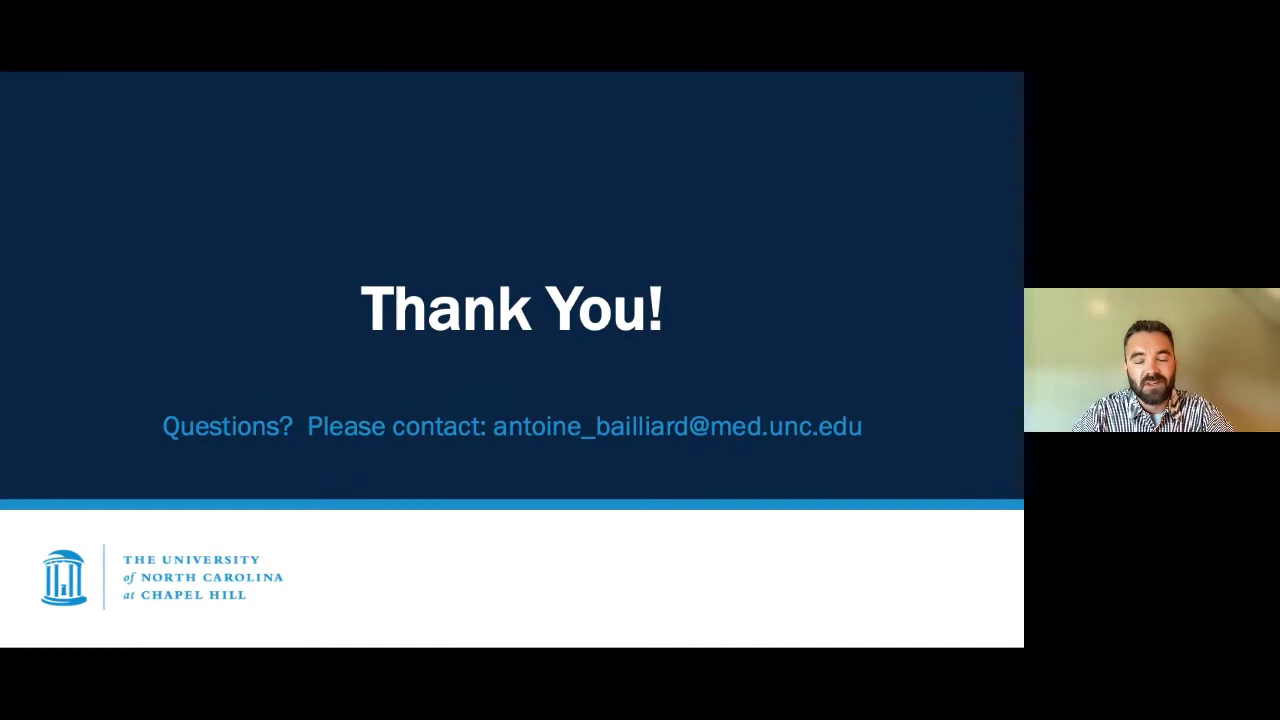 Thank You!
Questions? Please contact: antoine_bailliard@med.unc.edu
THE UNIVERSITY
of NORTH CAROLINA
at CHAPEL HILL